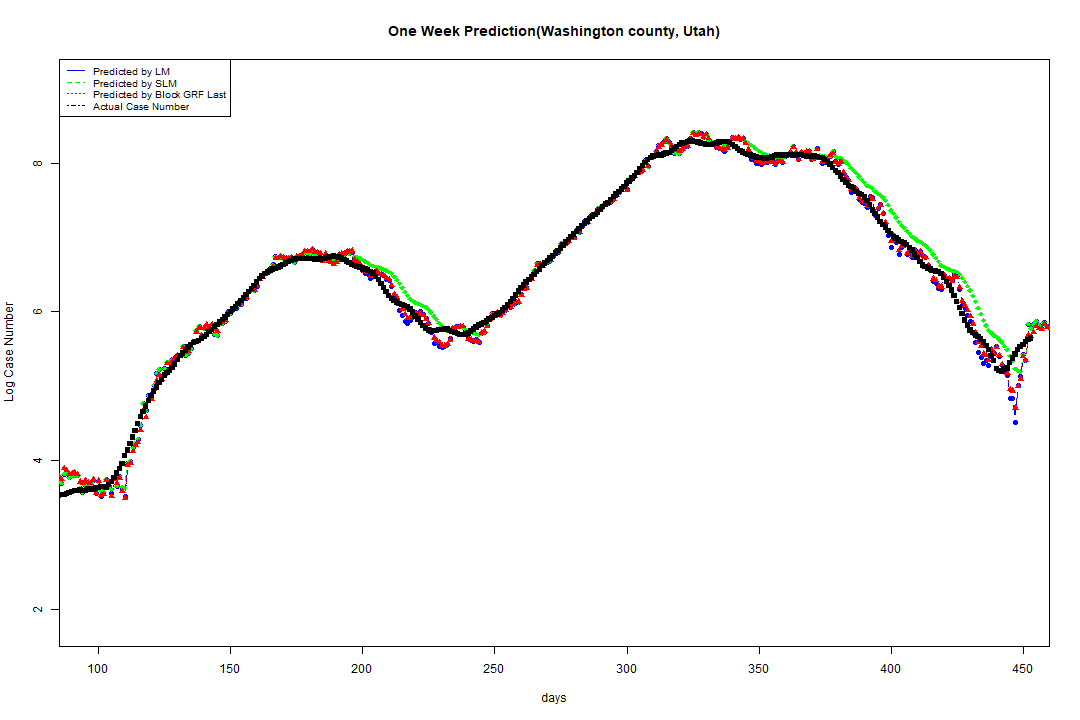 One Week Prediction(Washington county, Utah)
Predicted by LM
Predicted by SLM
Predicted by Block GRF Last
Actual Case Number
Log Case Number
8
6
4
2
100 150 200 250 300 350 400 450
days